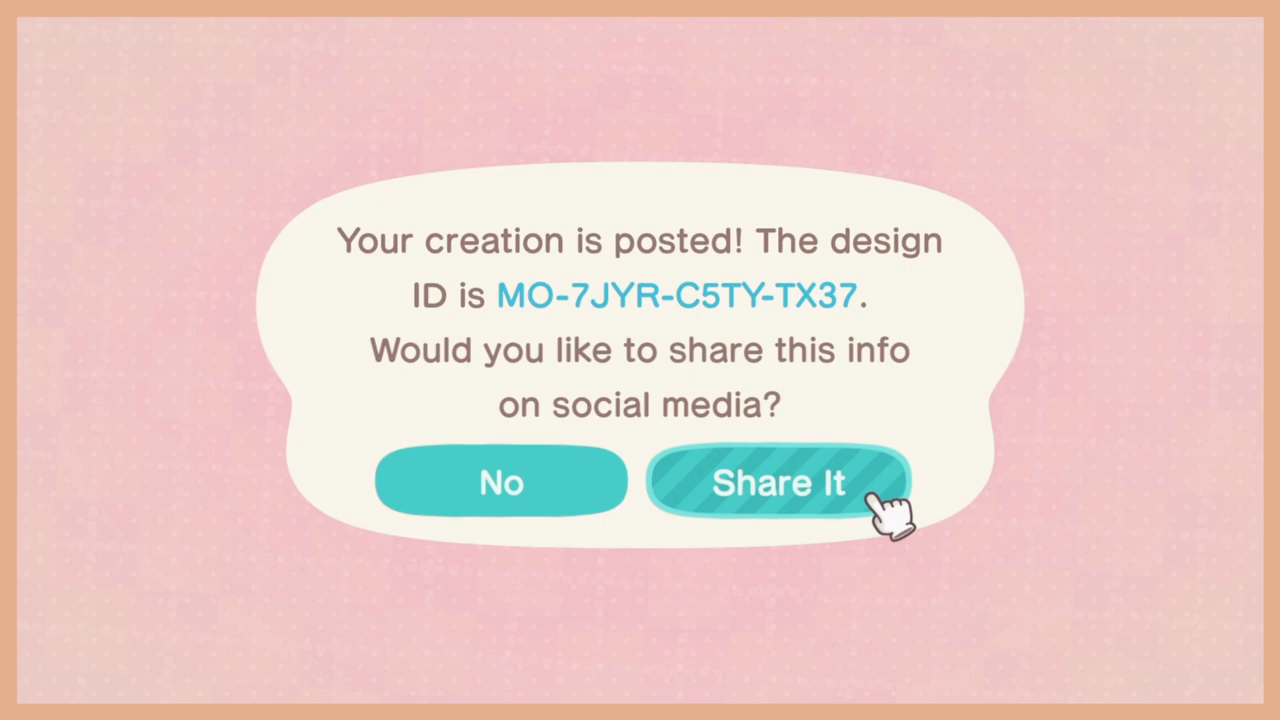 Your creation is posted! The design
ID is MO-7JYR-C5TY-TX37.
Would you like to share this info
on social media?
No
Share It